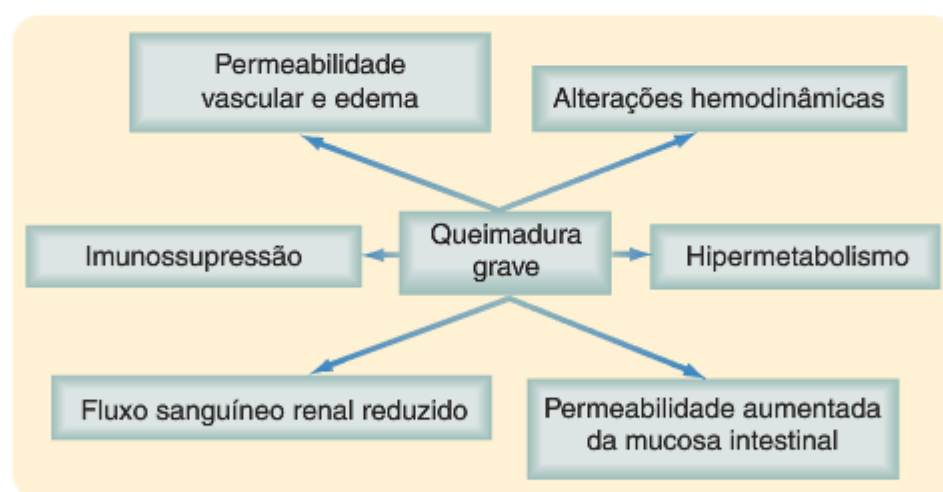 Permeabilidade
vascular e edema
Alterações hemodinâmicas
Imunossupressão
Queimadura
grave
Hipermetabolismo
Fluxo sanguíneo renal reduzido
Permeabilidade aumentada
da mucosa intestinal